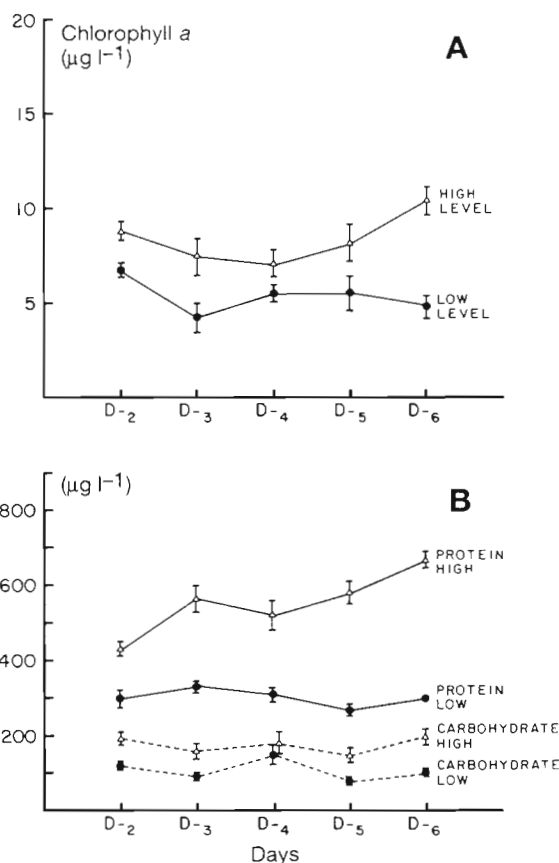 20
Chlorophyll a
(µg l⁻¹)
A
15
10
HIGH
LEVEL
5
LOW
LEVEL
D-₂ D-₃ D-₄ D-₅ D-₆
(µg l⁻¹)
B
800
PROTEIN
HIGH
600
400
PROTEIN
LOW
200
CARBOHYDRATE
HIGH
CARBOHYDRATE
LOW
D-₂ D-₃ D-₄ D-₅ D-₆
Days